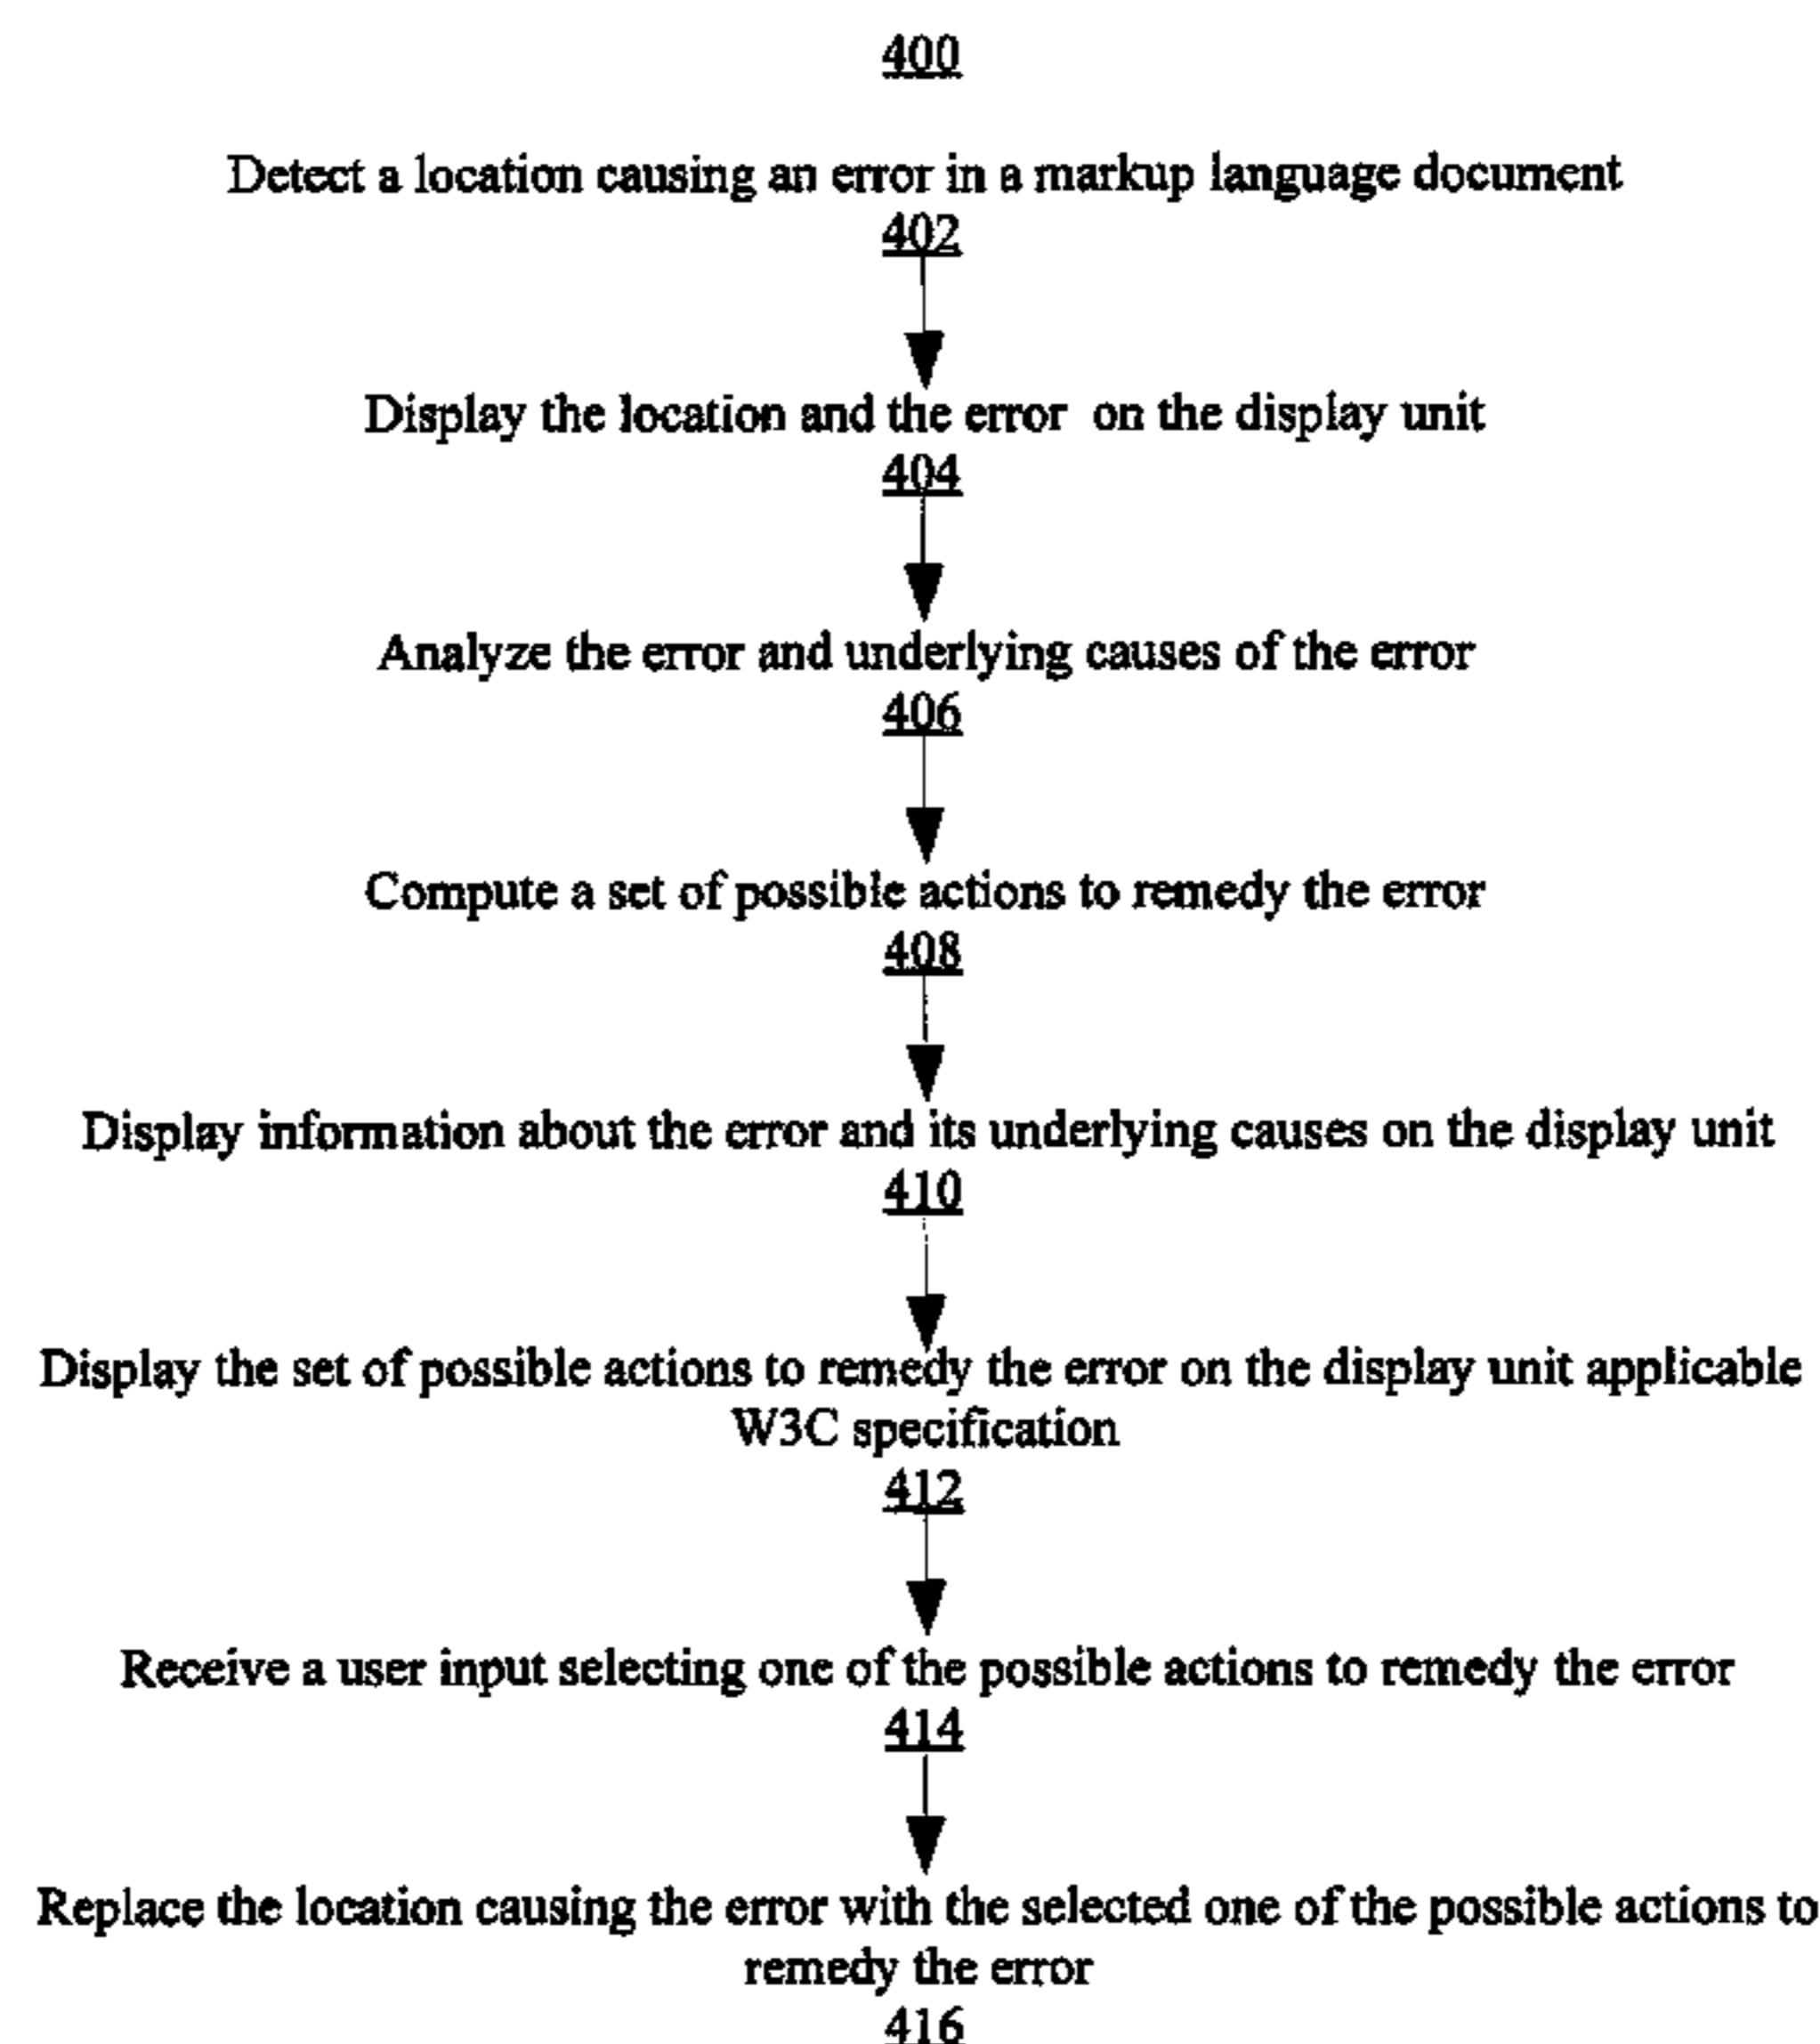 400
Detect a location causing an error in a markup language document
402
Display the location and the error on the display unit
404
Analyze the error and underlying causes of the error
406
Compute a set of possible actions to remedy the error
408
Display information about the error and its underlying causes on the display unit
410
Display the set of possible actions to remedy the error on the display unit applicable
W3C specification
412
Receive a user input selecting one of the possible actions to remedy the error
414
Replace the location causing the error with the selected one of the possible actions to
remedy the error
416